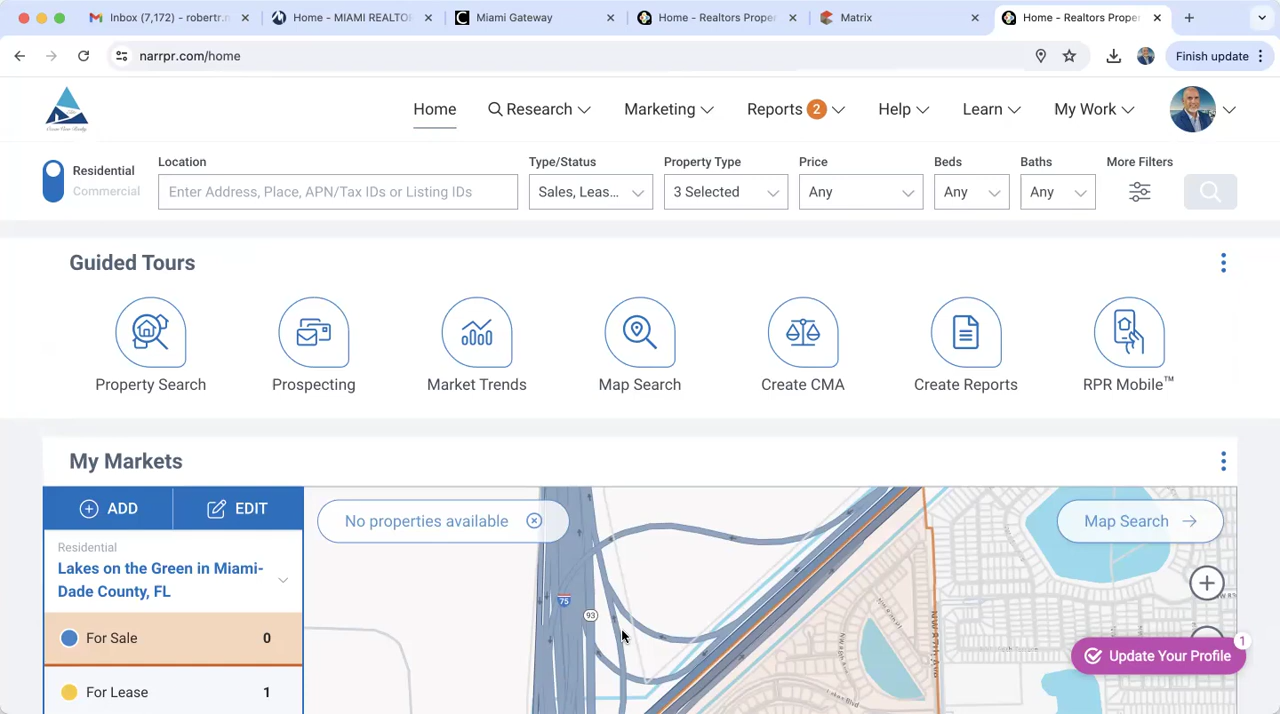 Inbox (7,172) - robertr.n
Home - MIAMI REALTO
Miami Gateway
Home - Realtors Prope
Matrix
Home - Realtors Prope
narrpr.com/home
Finish update
Home
Research
Marketing
Reports 2
Help
Learn
My Work
Residential
Commercial
Location
Enter Address, Place, APN/Tax IDs or Listing IDs
Type/Status
Sales, Leas...
Property Type
3 Selected
Price
Any
Beds
Any
Baths
Any
More Filters
Guided Tours
Property Search
Prospecting
Market Trends
Map Search
Create CMA
Create Reports
RPR Mobile™
My Markets
ADD
EDIT
Residential
Lakes on the Green in Miami-
Dade County, FL
For Sale 0
For Lease 1
No properties available
Map Search
75
93
Update Your Profile
1